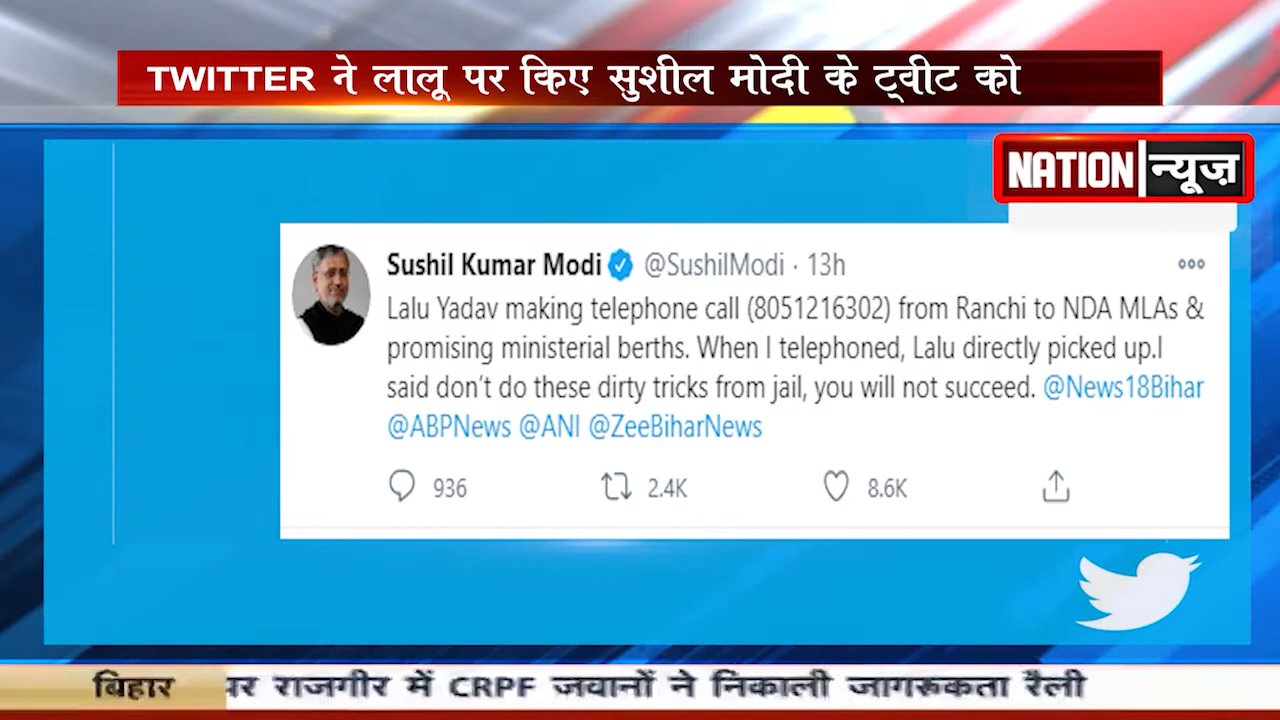 TWITTER ने लालू पर किए सुशील मोदी के ट्वीट को
NATION न्यूज़
Sushil Kumar Modi @SushilModi · 13h
Lalu Yadav making telephone call (8051216302) from Ranchi to NDA MLAs &
promising ministerial berths. When I telephoned, Lalu directly picked up.I
said don't do these dirty tricks from jail, you will not succeed. @News18Bihar
@ABPNews @ANI @ZeeBiharNews
936 2.4K 8.6K
बिहार पर राजगीर में CRPF जवानों ने निकाली जागरूकता रैली